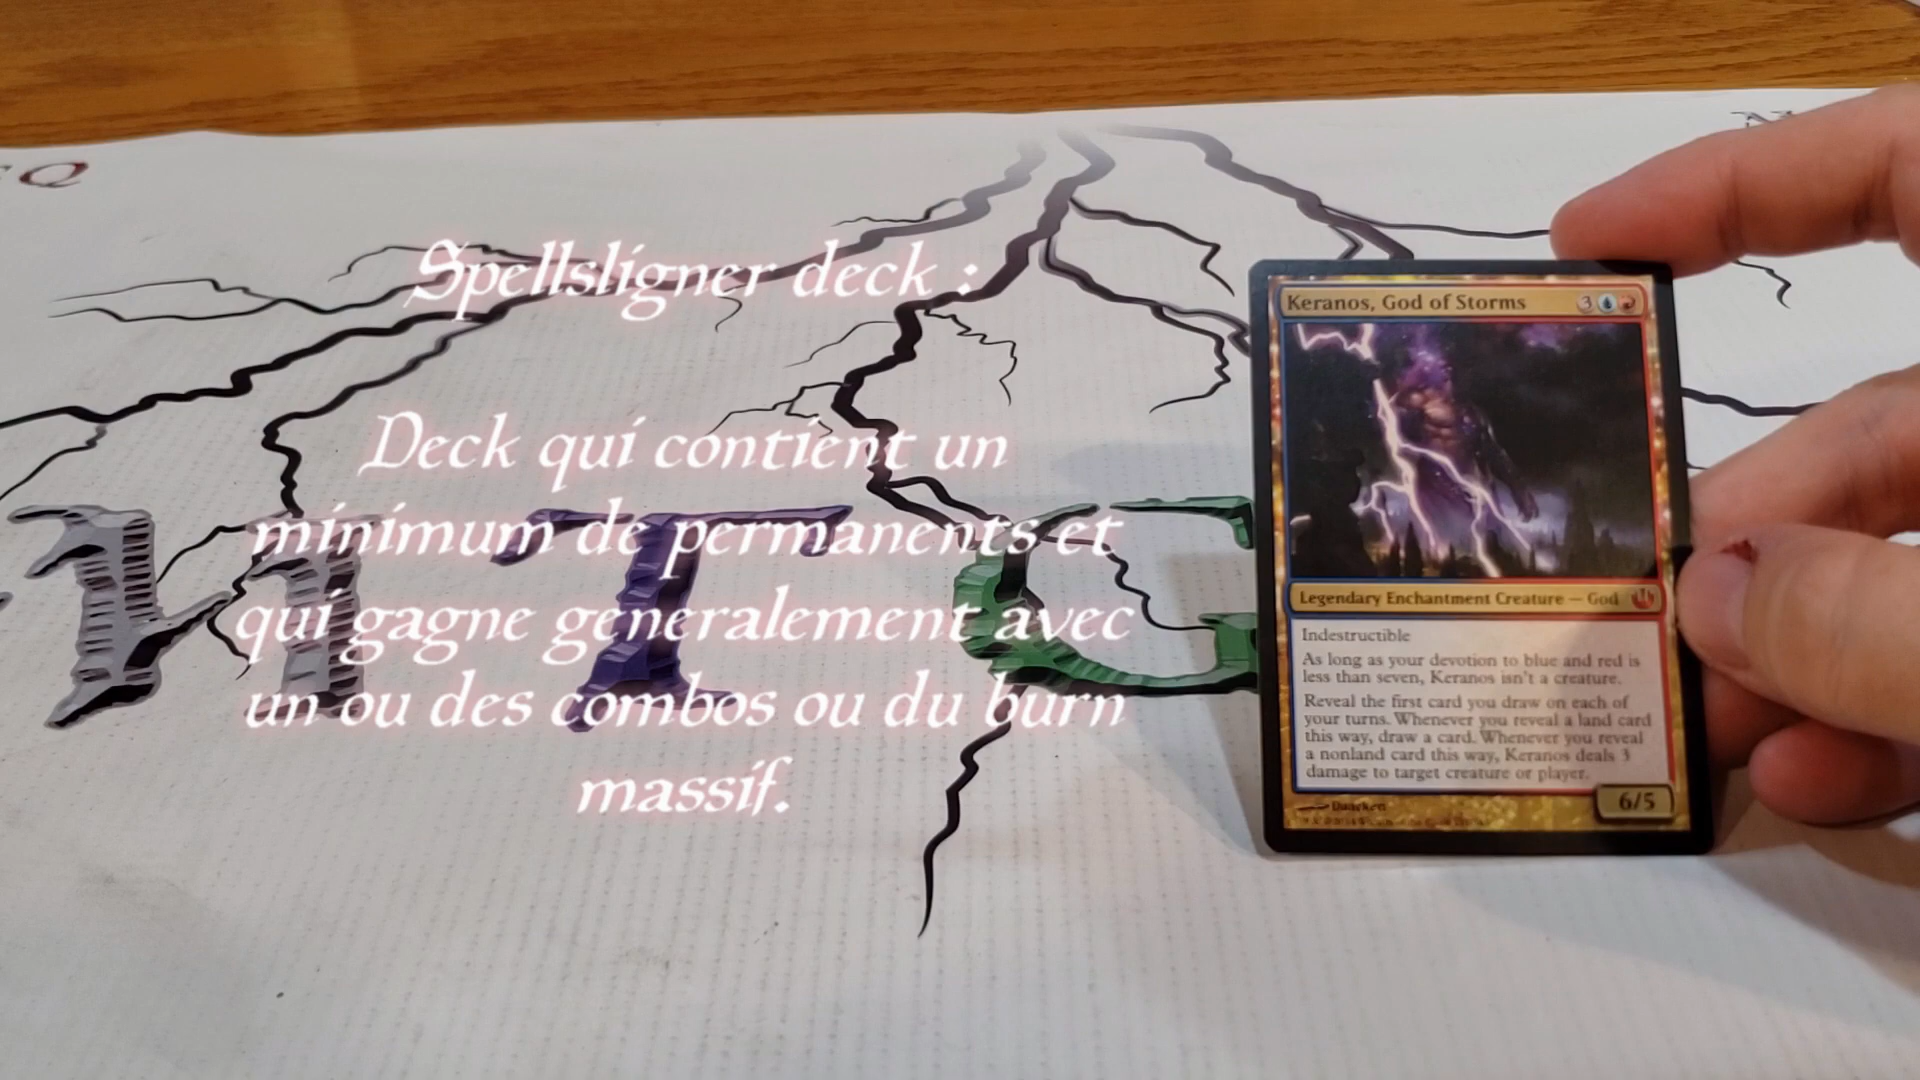 Q
Spellsligner deck :
Deck qui contient un
minimum de permanents et
qui gagne generalement avec
un ou des combos ou du burn
massif.
MTG
Keranos, God of Storms 3
Legendary Enchantment Creature — God
Indestructible
As long as your devotion to blue and red is
less than seven, Keranos isn't a creature.
Reveal the first card you draw on each of
your turns. Whenever you reveal a land card
this way, draw a card. Whenever you reveal
a nonland card this way, Keranos deals 3
damage to target creature or player.
6/5
Daarken